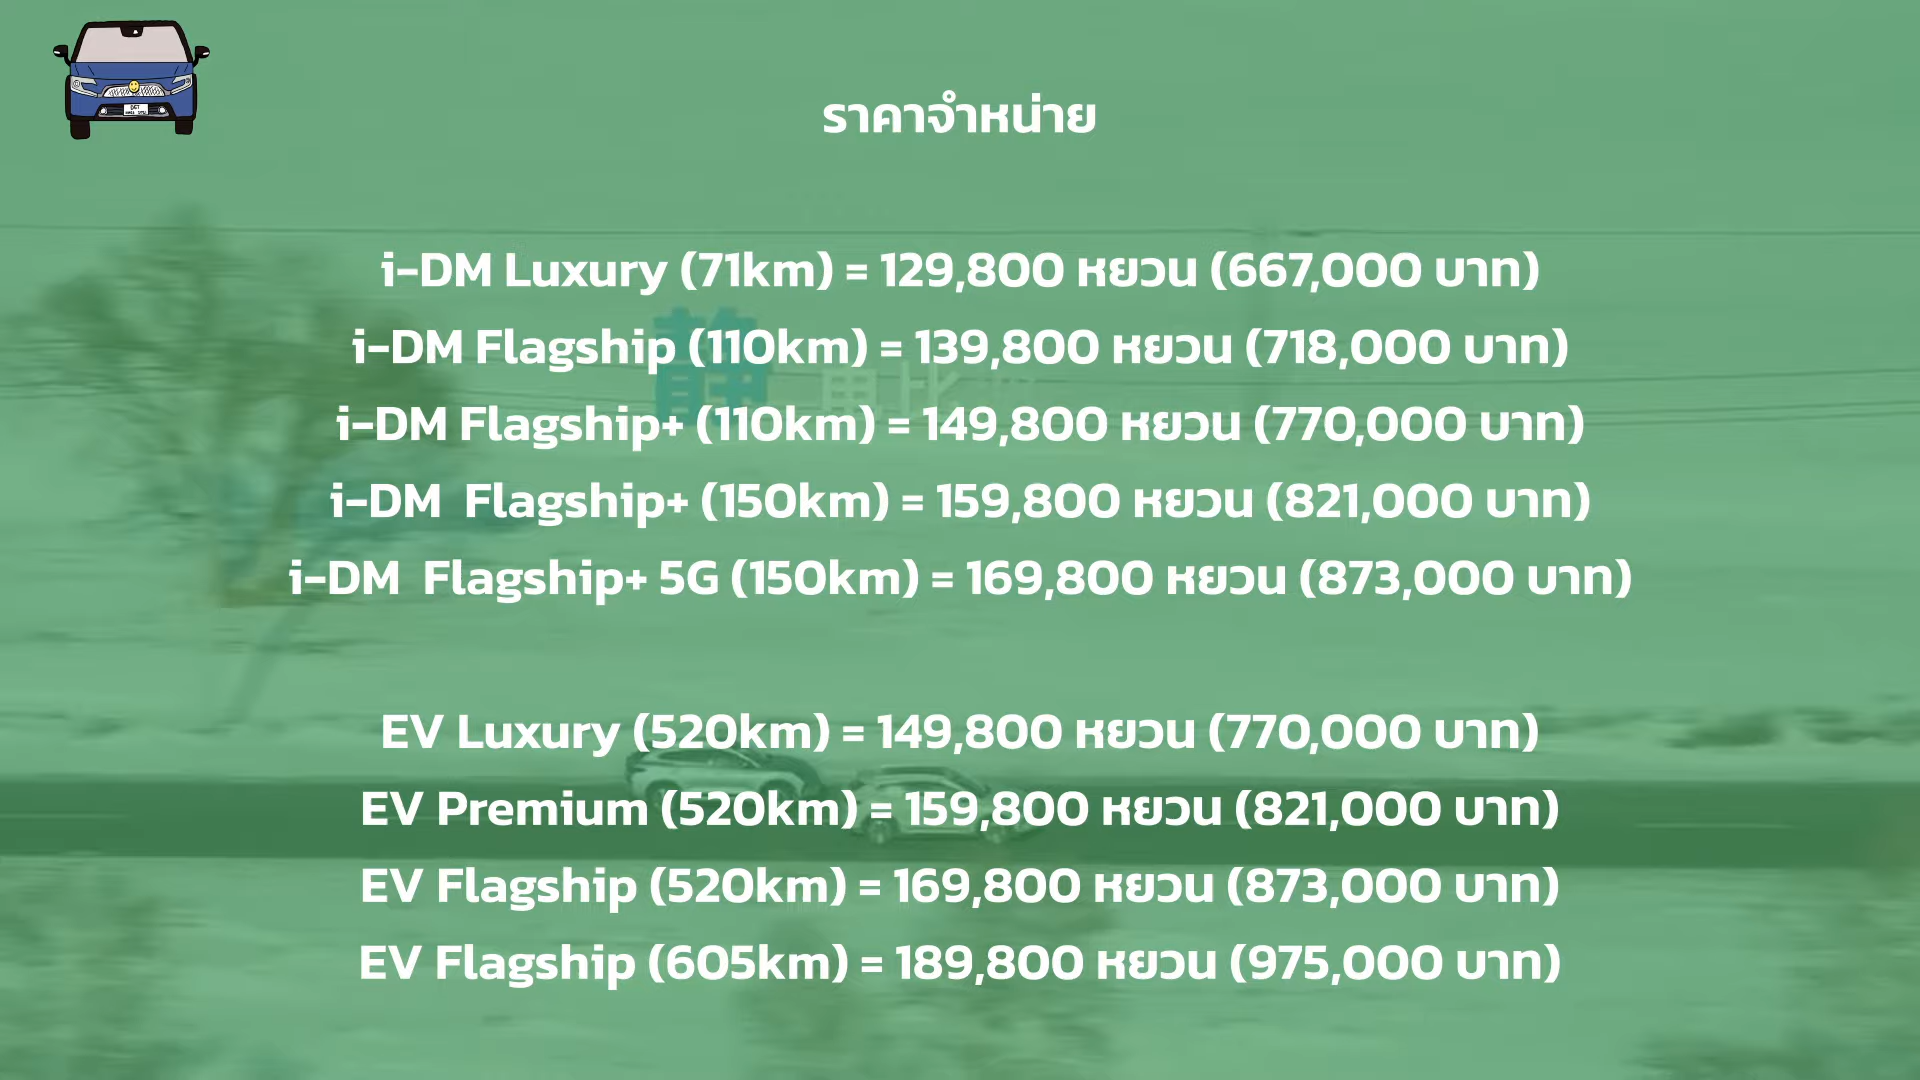 ราคาจำหน่าย
i-DM Luxury (71km) = 129,800 หยวน (667,000 บาท)
i-DM Flagship (110km) = 139,800 หยวน (718,000 บาท)
i-DM Flagship+ (110km) = 149,800 หยวน (770,000 บาท)
i-DM Flagship+ (150km) = 159,800 หยวน (821,000 บาท)
i-DM Flagship+ 5G (150km) = 169,800 หยวน (873,000 บาท)
EV Luxury (520km) = 149,800 หยวน (770,000 บาท)
EV Premium (520km) = 159,800 หยวน (821,000 บาท)
EV Flagship (520km) = 169,800 หยวน (873,000 บาท)
EV Flagship (605km) = 189,800 หยวน (975,000 บาท)